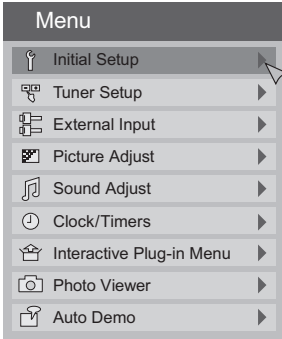 Menu
Initial Setup
Tuner Setup
External Input
Picture Adjust
Sound Adjust
Clock/Timers
Interactive Plug-in Menu
Photo Viewer
Auto Demo